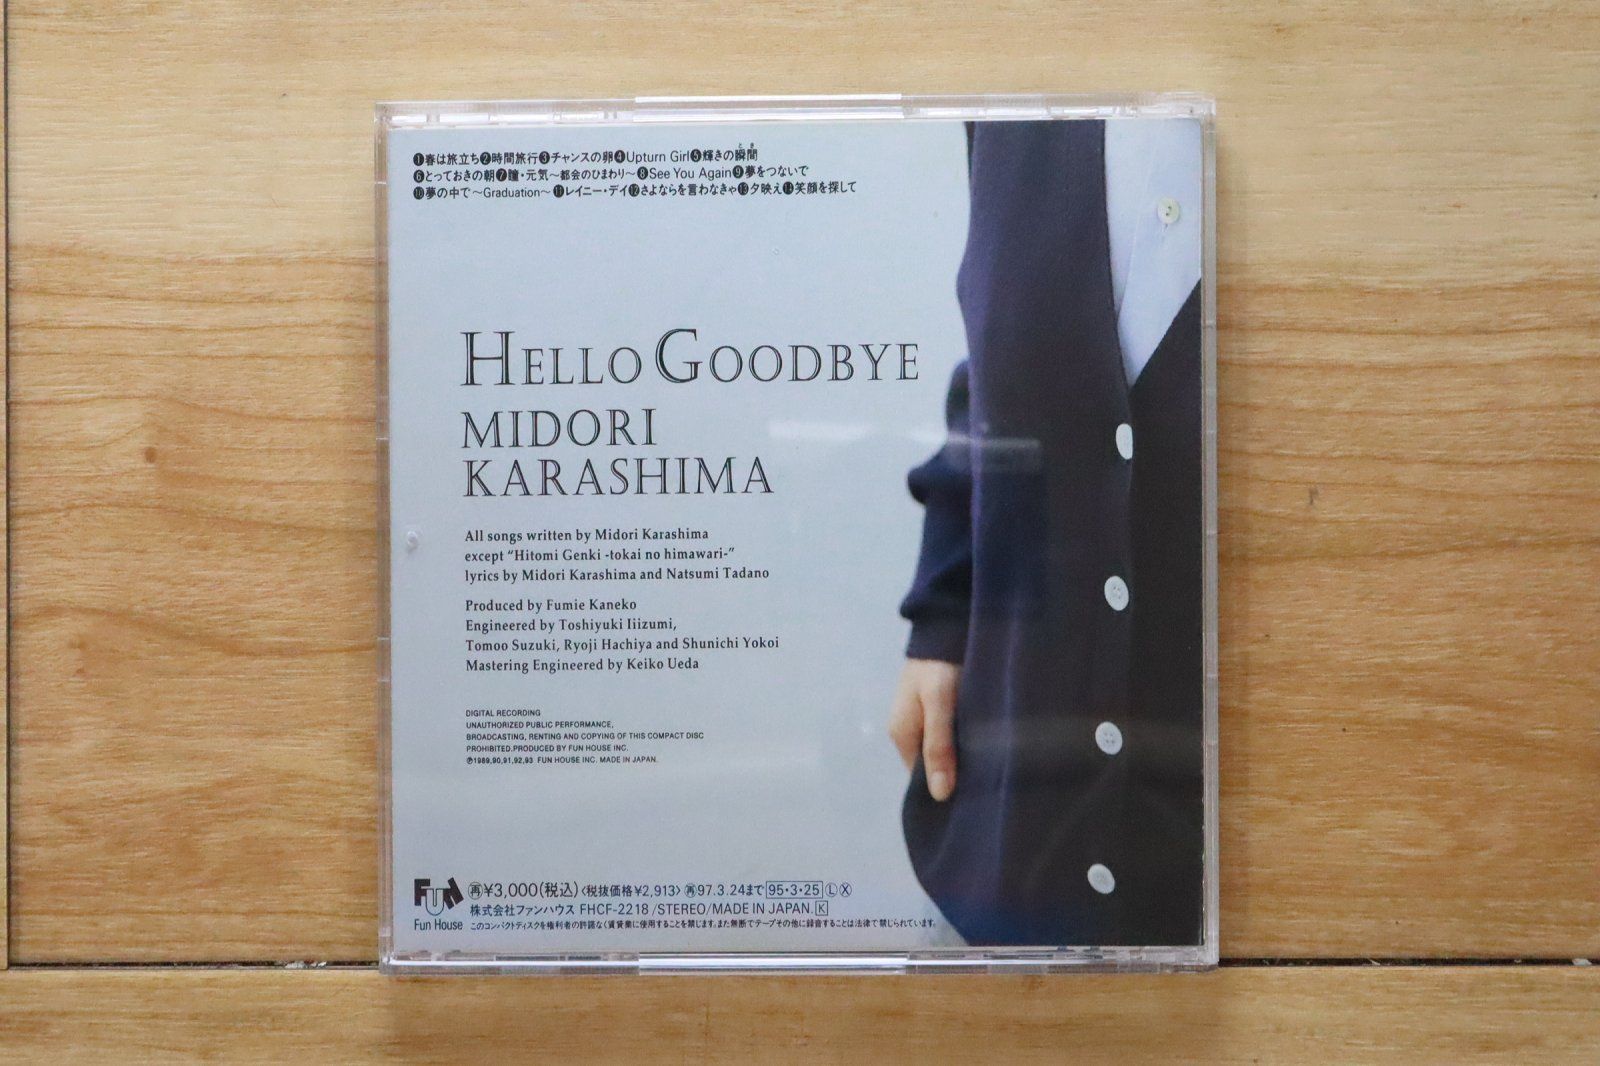 ❶春は旅立ち❷時間旅行❸チャンスの卵❹Upturn Girl❺輝きの瞬間
とき
❻とっておきの朝❼瞳・元気～都会のひまわり～❽See You Again❾夢をつないで
❿夢の中で～Graduation～⓫レイニー・デイ⓬さよならを言わなきゃ⓭夕映え⓮笑顔を探して
HELLO GOODBYE
MIDORI
KARASHIMA
All songs written by Midori Karashima
except “Hitomi Genki -tokai no himawari-”
lyrics by Midori Karashima and Natsumi Tadano
Produced by Fumie Kaneko
Engineered by Toshiyuki Iiizumi,
Tomoo Suzuki, Ryoji Hachiya and Shunichi Yokoi
Mastering Engineered by Keiko Ueda
DIGITAL RECORDING
UNAUTHORIZED PUBLIC PERFORMANCE,
BROADCASTING, RENTING AND COPYING OF THIS COMPACT DISC
PROHIBITED.PRODUCED BY FUN HOUSE INC.
℗1989,90,91,92,93 FUN HOUSE INC. MADE IN JAPAN.
FUN
Fun House
再¥3,000(税込)〈税抜価格¥2,913〉再97.3.24まで 95・3・25 Ⓛ Ⓧ
株式会社ファンハウス FHCF-2218 /STEREO/MADE IN JAPAN. K
このコンパクトディスクを権利者の許諾なく賃貸業に使用することを禁じます。また無断でテープその他に録音することは法律で禁じられています。